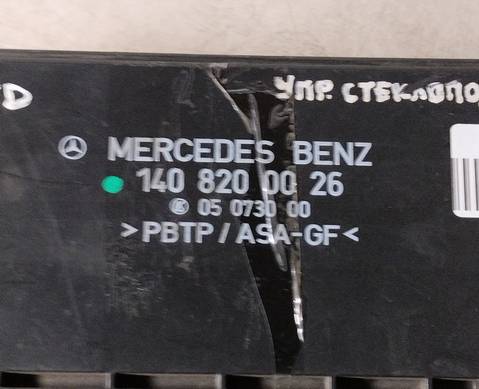 УПР. СТЕКЛОПО
MERCEDES BENZ
140 820 00 26
05 0730 00
>PBTP/ASA-GF<